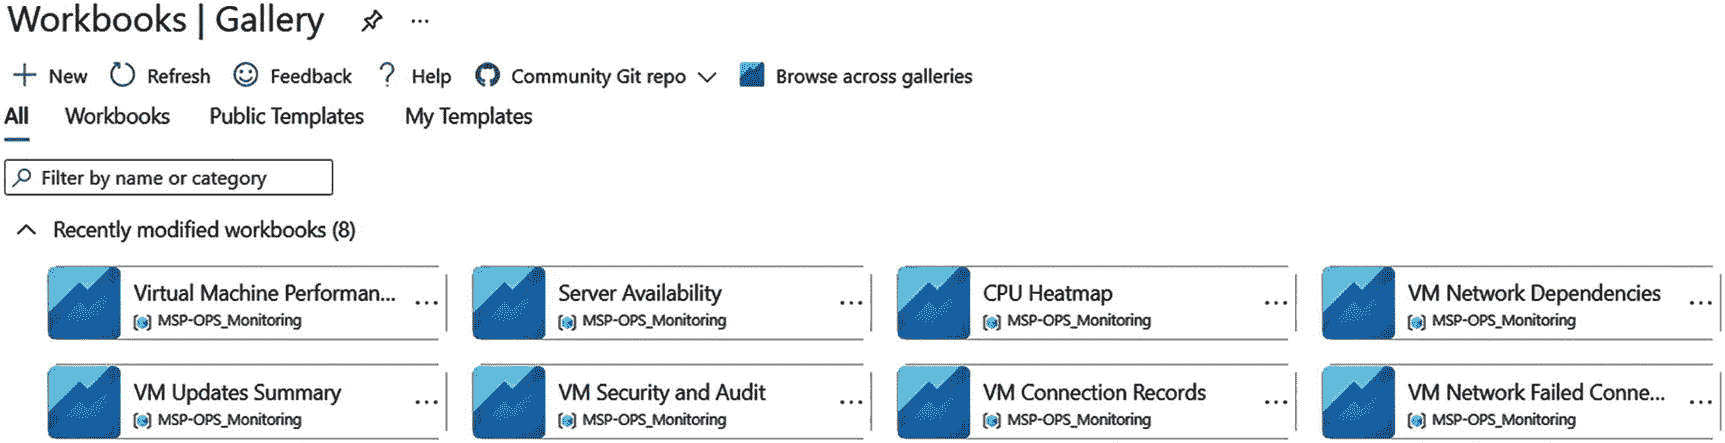 Workbooks | Gallery ...
New Refresh Feedback ? Help Community Git repo Browse across galleries
All Workbooks Public Templates My Templates
Filter by name or category
Recently modified workbooks (8)
Virtual Machine Performan... ... Server Availability ... CPU Heatmap ... VM Network Dependencies ...
MSP-OPS_Monitoring MSP-OPS_Monitoring MSP-OPS_Monitoring MSP-OPS_Monitoring
VM Updates Summary ... VM Security and Audit ... VM Connection Records ... VM Network Failed Conne... ...
MSP-OPS_Monitoring MSP-OPS_Monitoring MSP-OPS_Monitoring MSP-OPS_Monitoring